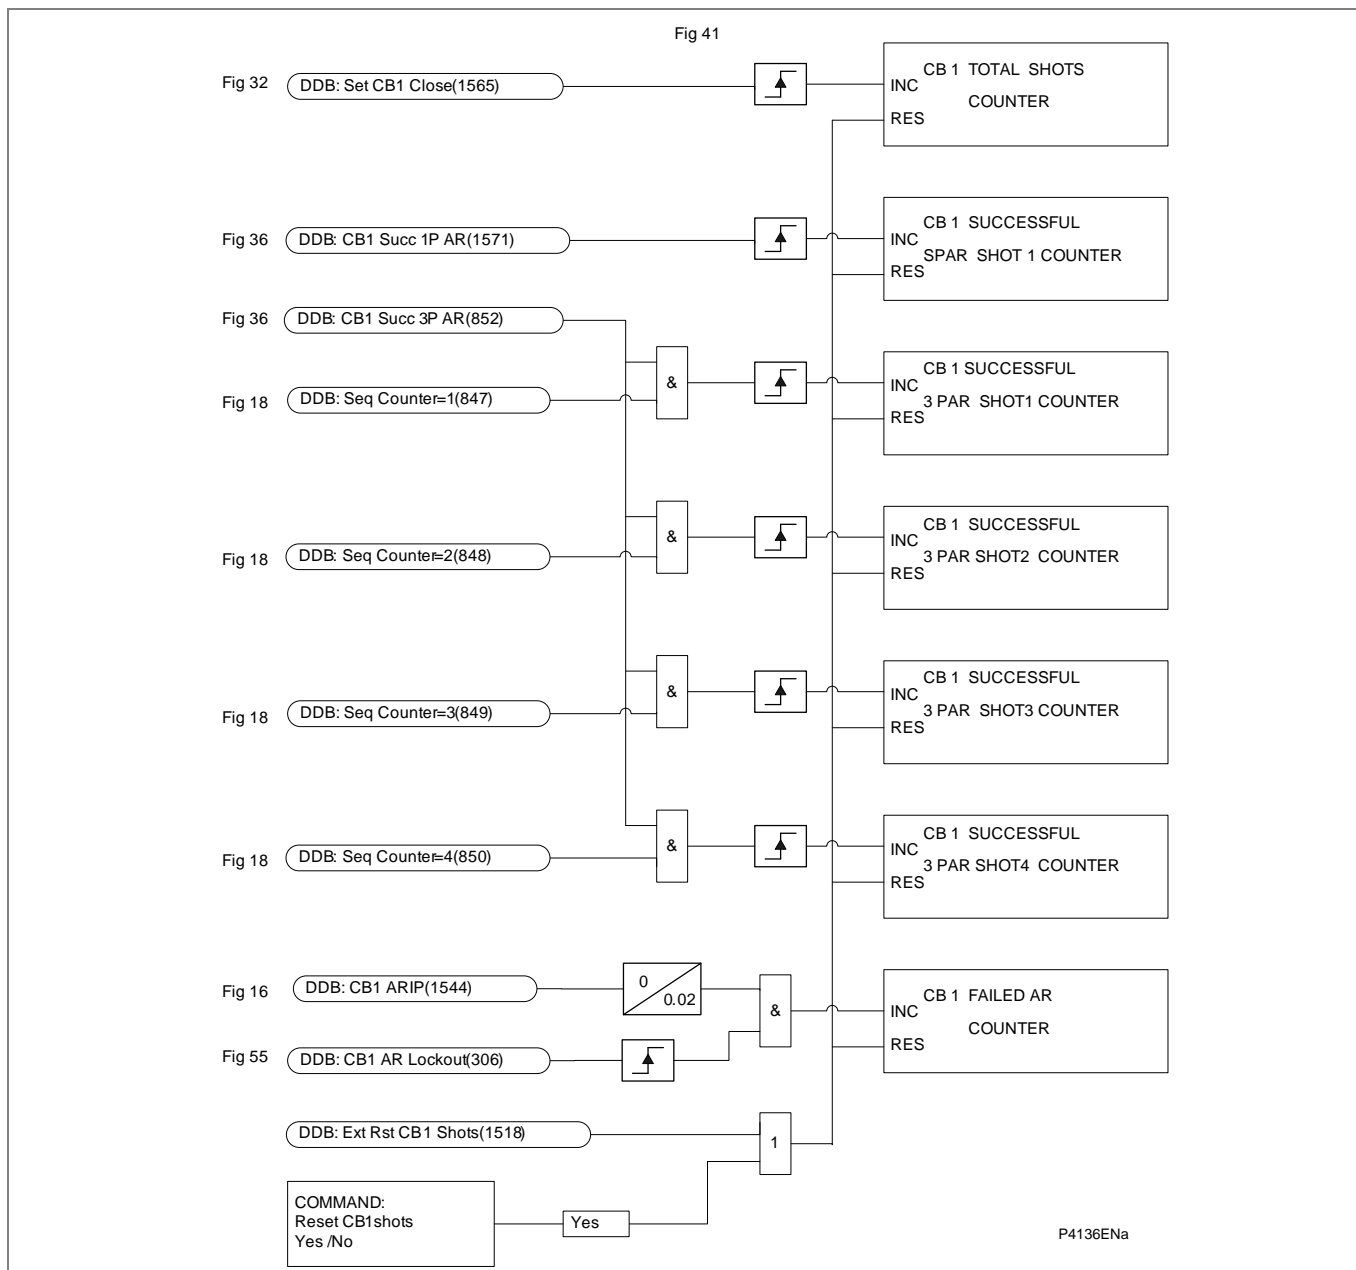 Fig 41
Fig 32
DDB: Set CB1 Close(1565)
INC
RES
CB 1 TOTAL SHOTS
COUNTER
Fig 36
DDB: CB1 Succ 1P AR(1571)
INC
RES
CB 1 SUCCESSFUL
SPAR SHOT 1 COUNTER
Fig 36
DDB: CB1 Succ 3P AR(852)
Fig 18
DDB: Seq Counter=1(847)
&
INC
RES
CB 1 SUCCESSFUL
3 PAR SHOT1 COUNTER
Fig 18
DDB: Seq Counter=2(848)
&
INC
RES
CB 1 SUCCESSFUL
3 PAR SHOT2 COUNTER
Fig 18
DDB: Seq Counter=3(849)
&
INC
RES
CB 1 SUCCESSFUL
3 PAR SHOT3 COUNTER
Fig 18
DDB: Seq Counter=4(850)
&
INC
RES
CB 1 SUCCESSFUL
3 PAR SHOT4 COUNTER
Fig 16
DDB: CB1 ARIP(1544)
0
0.02
&
INC
RES
CB 1 FAILED AR
COUNTER
Fig 55
DDB: CB1 AR Lockout(306)
DDB: Ext Rst CB1 Shots(1518)
1
COMMAND:
Reset CB1shots
Yes /No
Yes
P4136ENa